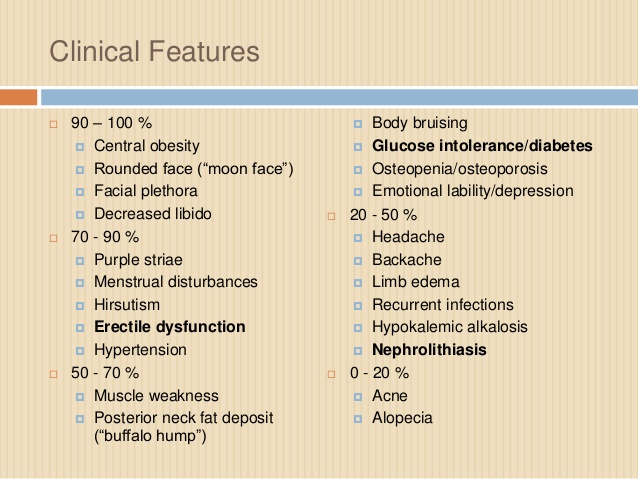 Clinical Features
90 – 100 %
Central obesity
Rounded face (“moon face”)
Facial plethora
Decreased libido
70 - 90 %
Purple striae
Menstrual disturbances
Hirsutism
Erectile dysfunction
Hypertension
50 - 70 %
Muscle weakness
Posterior neck fat deposit
(“buffalo hump”)
Body bruising
Glucose intolerance/diabetes
Osteopenia/osteoporosis
Emotional lability/depression
20 - 50 %
Headache
Backache
Limb edema
Recurrent infections
Hypokalemic alkalosis
Nephrolithiasis
0 - 20 %
Acne
Alopecia